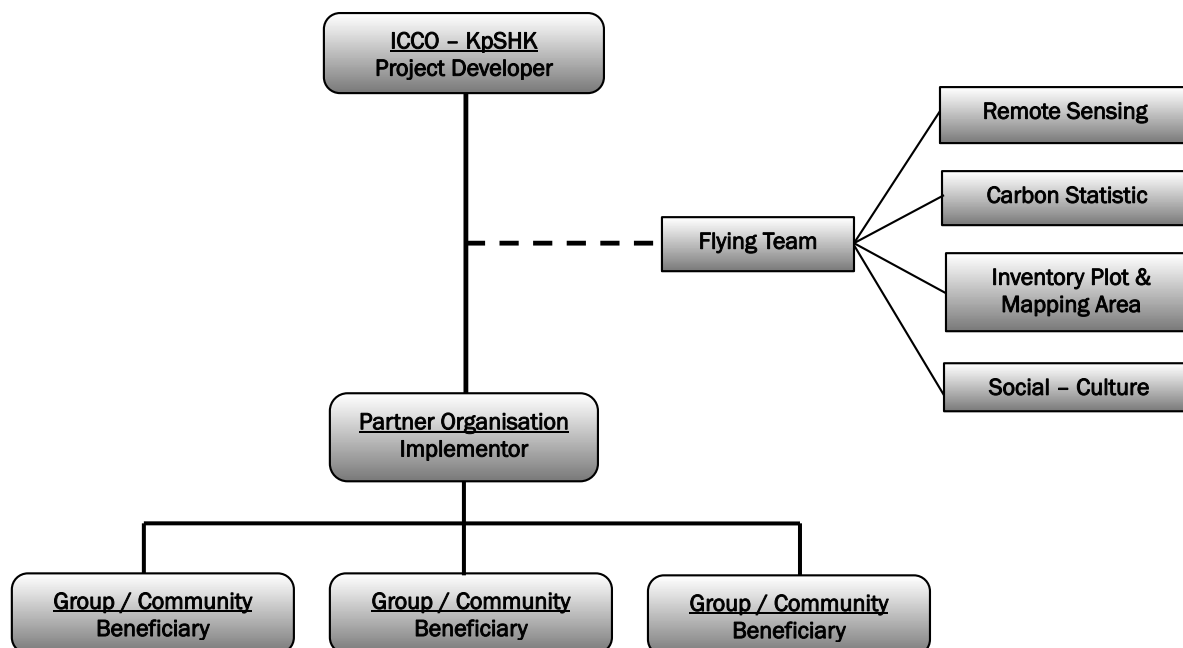 ICCO – KpSHK
Project Developer
Remote Sensing
Carbon Statistic
Flying Team
Inventory Plot &
Mapping Area
Social – Culture
Partner Organisation
Implementor
Group / Community
Beneficiary
Group / Community
Beneficiary
Group / Community
Beneficiary